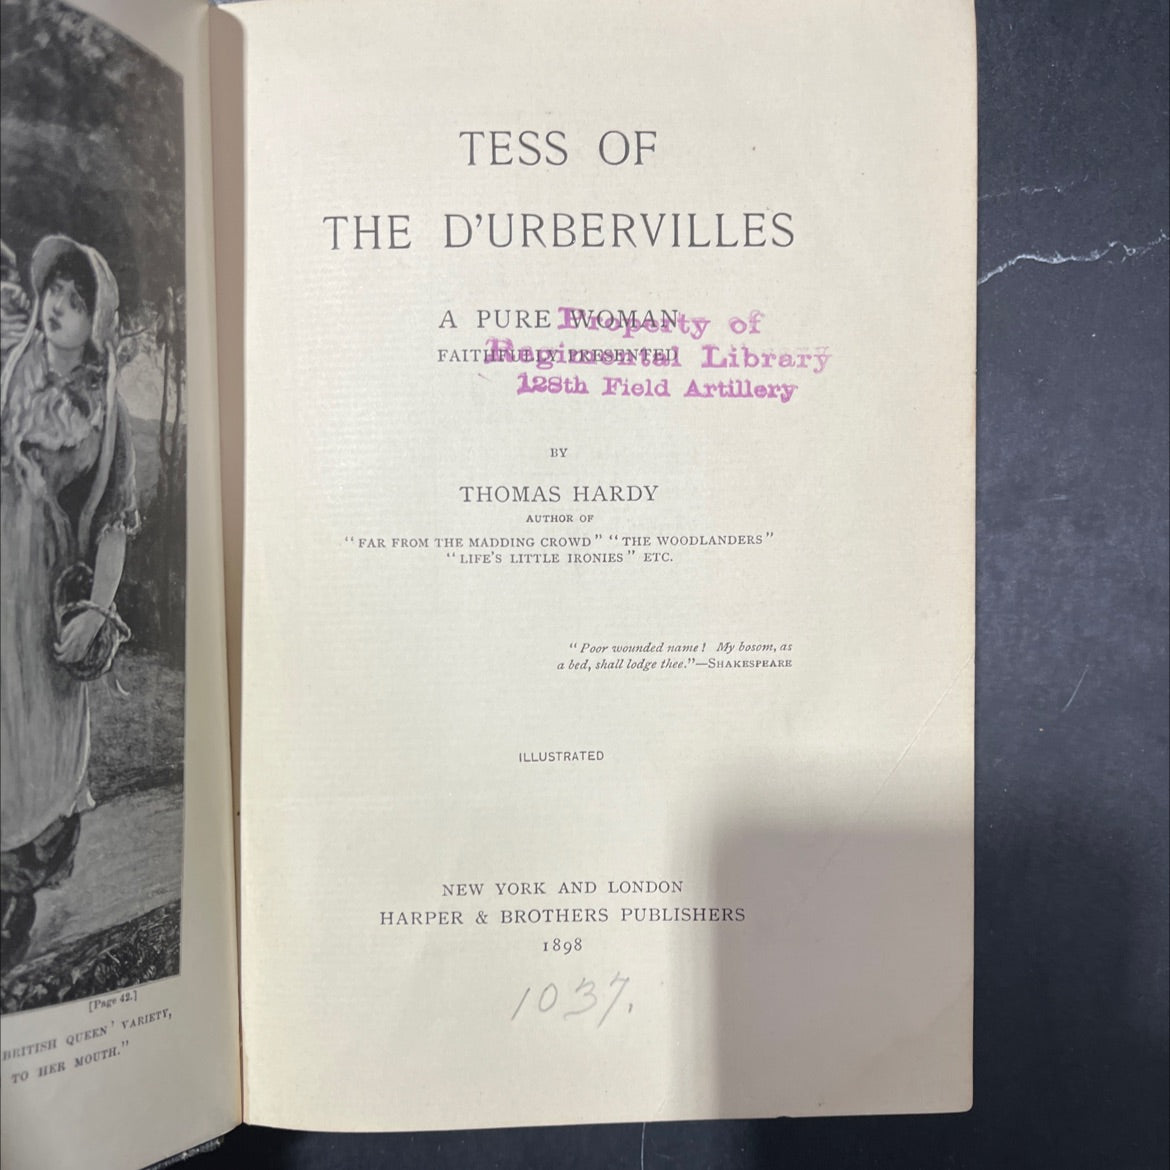 TESS OF
THE D'URBERVILLES
A PURE WOMAN
FAITHFULLY PRESENTED
Property of
Regimental Library
128th Field Artillery
BY
THOMAS HARDY
AUTHOR OF
"FAR FROM THE MADDING CROWD" "THE WOODLANDERS"
"LIFE'S LITTLE IRONIES" ETC.
"Poor wounded name! My bosom, as
a bed, shall lodge thee."—SHAKESPEARE
ILLUSTRATED
NEW YORK AND LONDON
HARPER & BROTHERS PUBLISHERS
1898
1037.
[Page 42.]
BRITISH QUEEN' VARIETY,
TO HER MOUTH."